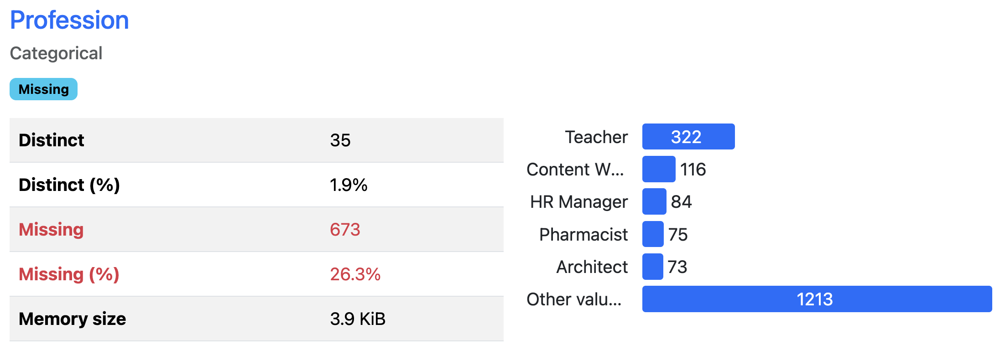 Profession
Categorical
Missing
Distinct 35
Distinct (%) 1.9%
Missing 673
Missing (%) 26.3%
Memory size 3.9 KiB
Teacher 322
Content W... 116
HR Manager 84
Pharmacist 75
Architect 73
Other valu... 1213